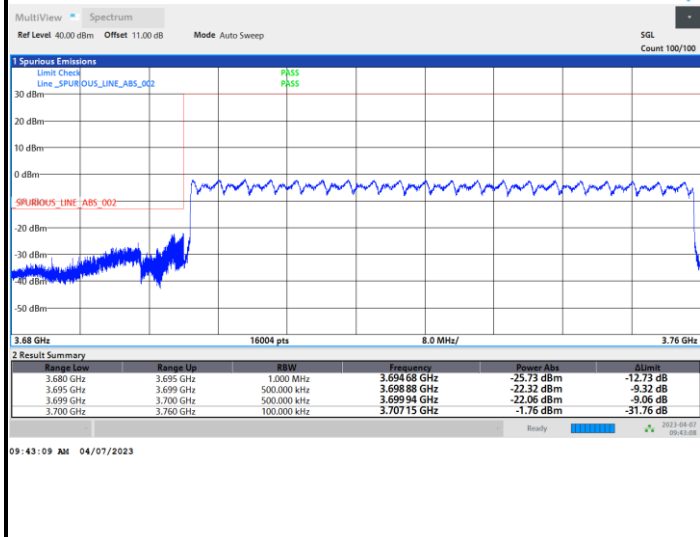 MultiView Spectrum
Ref Level 40.00 dBm Offset 11.00 dB Mode Auto Sweep SGL
Count 100/100
1 Spurious Emissions
Limit Check PASS
Line _SPURIOUS_LINE_ABS_002 PASS
30 dBm
20 dBm
10 dBm
0 dBm
SPURIOUS_LINE_ABS_002
-20 dBm
-30 dBm
-40 dBm
-50 dBm
3.68 GHz 16004 pts 8.0 MHz/ 3.76 GHz
2 Result Summary
Range Low Range Up RBW Frequency Power Abs ΔLimit
3.680 GHz 3.695 GHz 1.000 MHz 3.694 68 GHz -25.73 dBm -12.73 dB
3.695 GHz 3.699 GHz 500.000 kHz 3.698 88 GHz -22.32 dBm -9.32 dB
3.699 GHz 3.700 GHz 500.000 kHz 3.699 94 GHz -22.06 dBm -9.06 dB
3.700 GHz 3.760 GHz 100.000 kHz 3.707 15 GHz -1.76 dBm -31.76 dB
Ready 2023-04-07
09:43:08
09:43:09 AM 04/07/2023